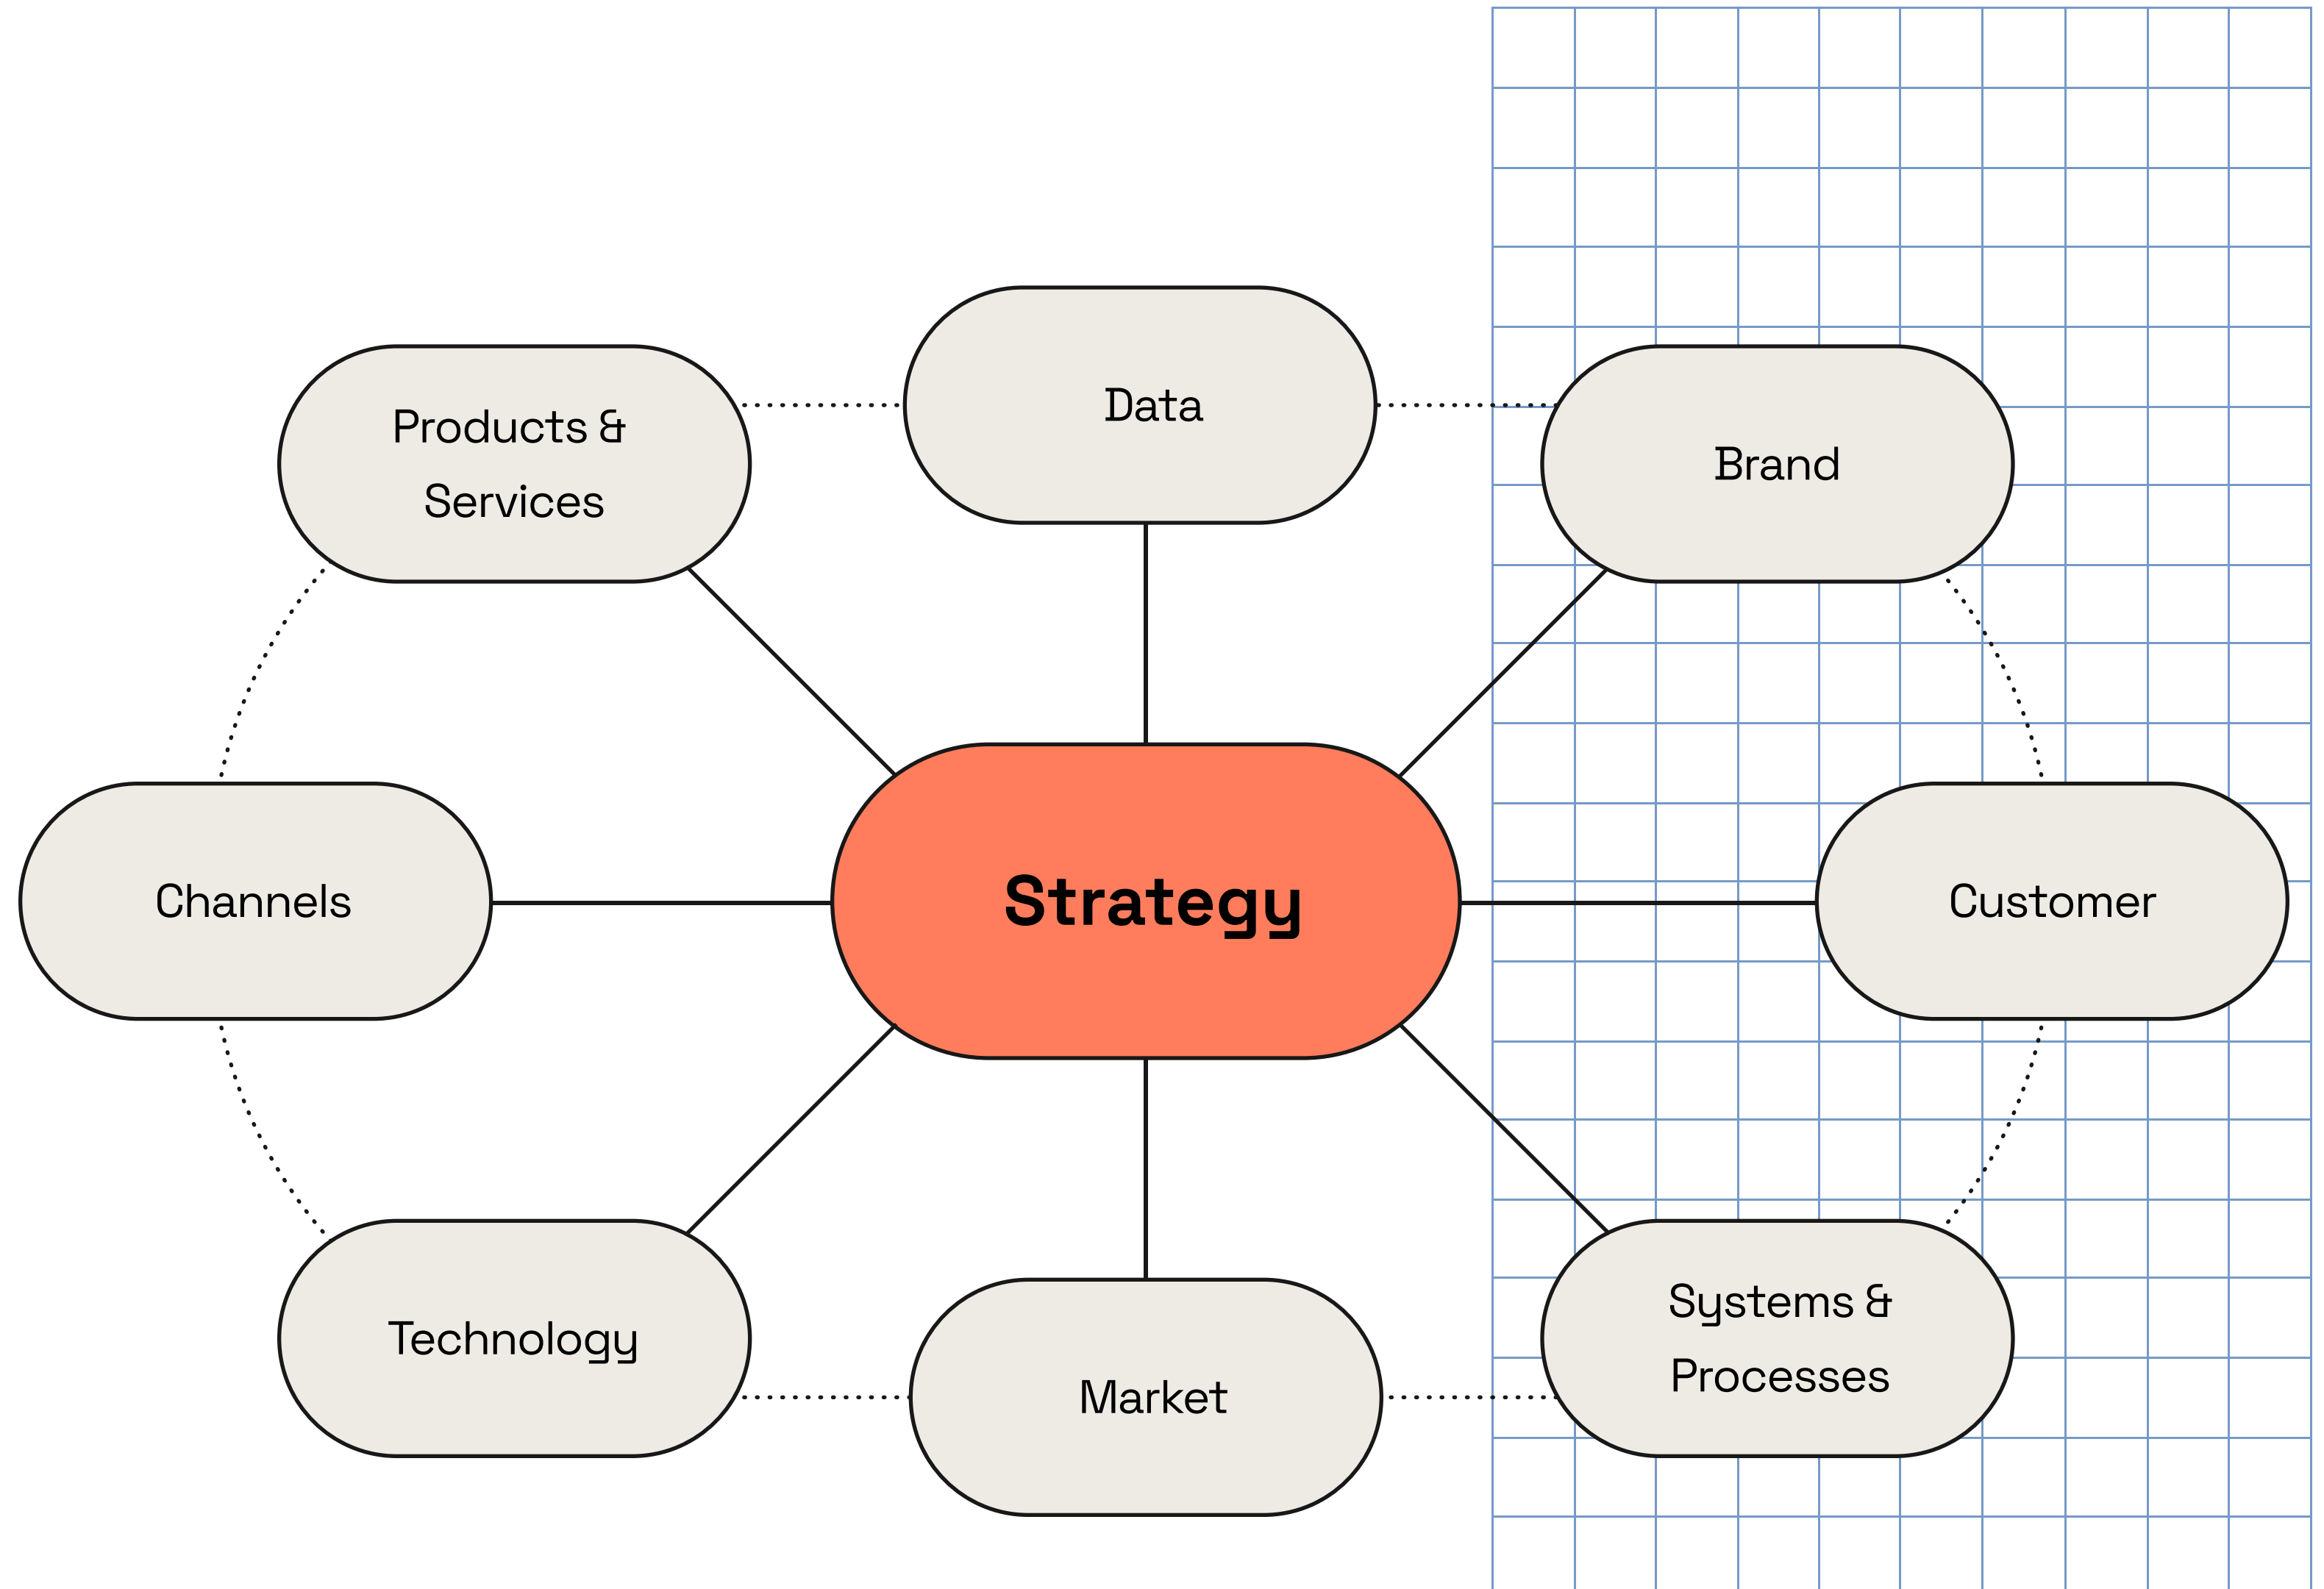 Data
Products &
Services
Brand
Channels
Strategy
Customer
Technology
Market
Systems &
Processes